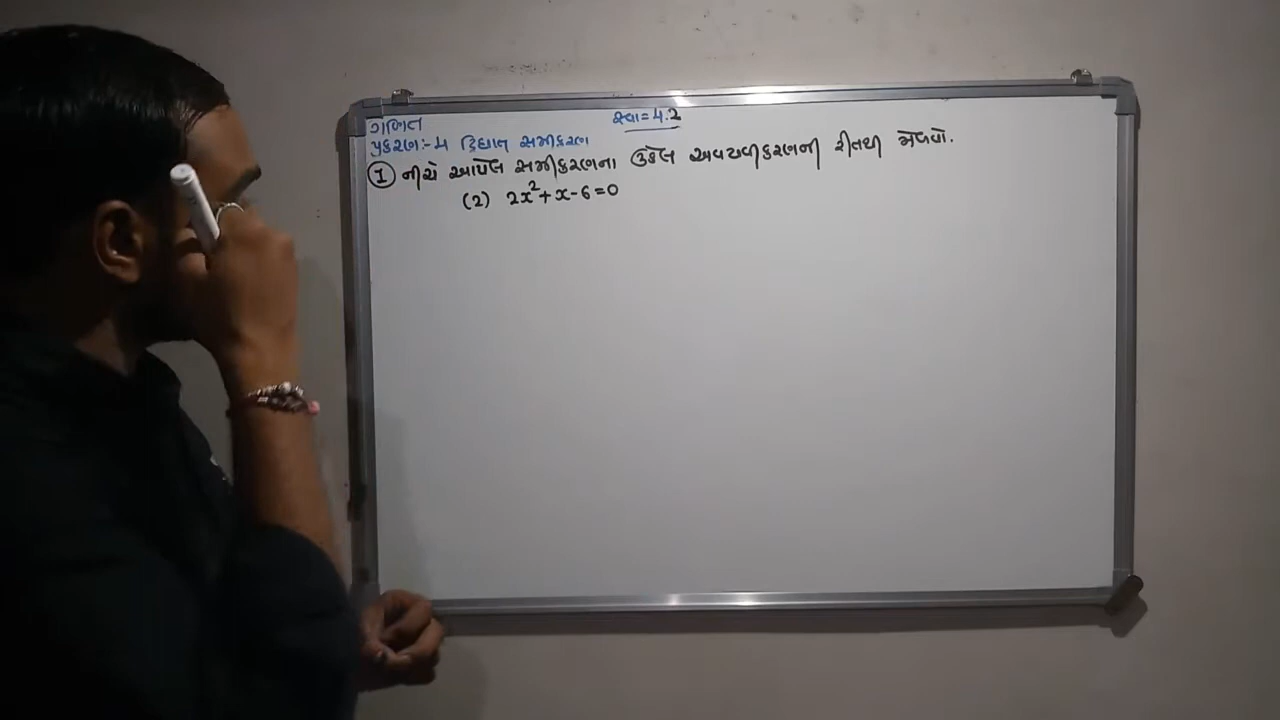 ગણિત
સ્વા=4.2
પ્રકરણ:-4 દ્વિઘાત સમીકરણ
① નીચે આપેલ સમીકરણના ઉકેલ અવયવીકરણની રીતથી મેળવો.
(2) 2x²+x-6=0